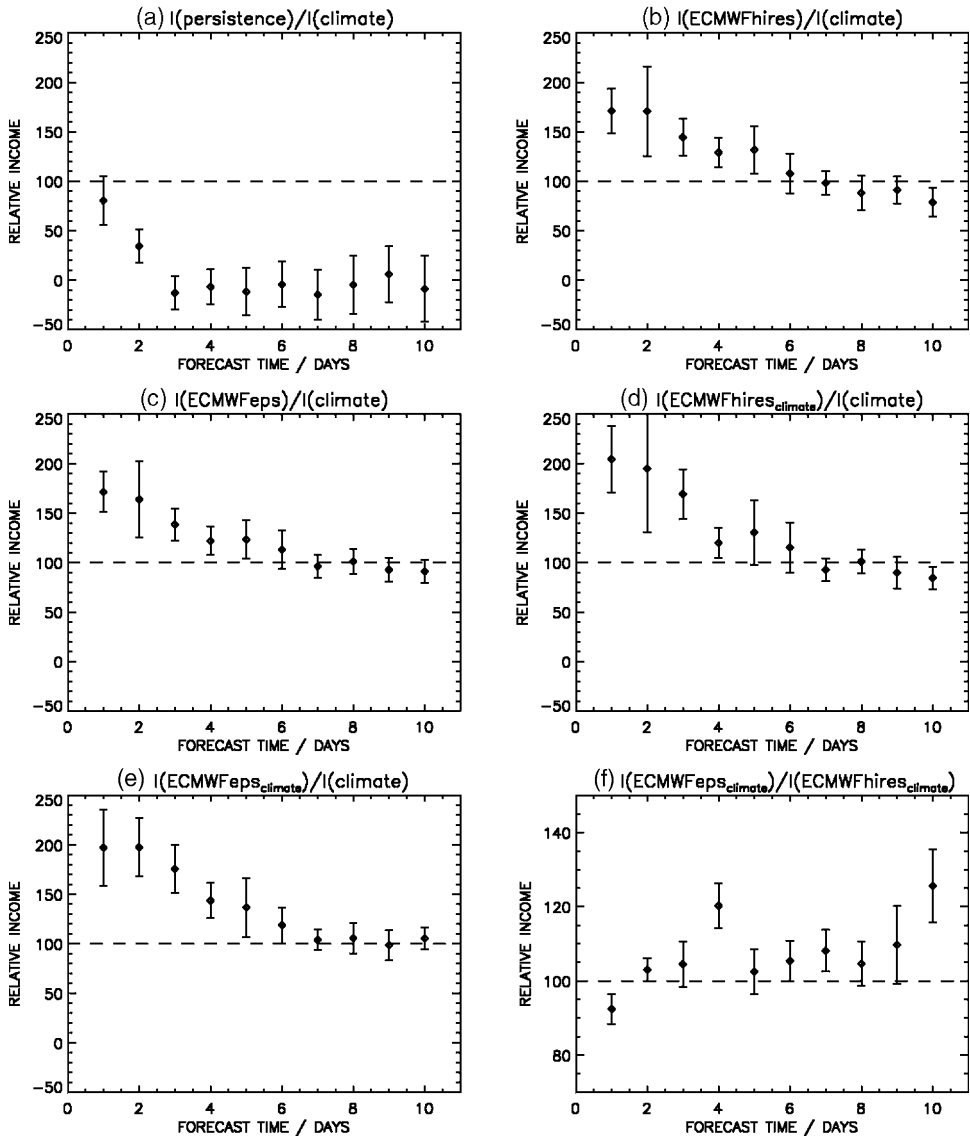 (a) I(persistence)/I(climate)
250
200
150
100
50
0
−50
RELATIVE INCOME
0 2 4 6 8 10
FORECAST TIME / DAYS
(b) I(ECMWFhires)/I(climate)
250
200
150
100
50
0
−50
RELATIVE INCOME
0 2 4 6 8 10
FORECAST TIME / DAYS
(c) I(ECMWFeps)/I(climate)
250
200
150
100
50
0
−50
RELATIVE INCOME
0 2 4 6 8 10
FORECAST TIME / DAYS
(d) I(ECMWFhires_climate)/I(climate)
250
200
150
100
50
0
−50
RELATIVE INCOME
0 2 4 6 8 10
FORECAST TIME / DAYS
(e) I(ECMWFeps_climate)/I(climate)
250
200
150
100
50
0
−50
RELATIVE INCOME
0 2 4 6 8 10
FORECAST TIME / DAYS
(f) I(ECMWFeps_climate)/I(ECMWFhires_climate)
140
120
100
80
RELATIVE INCOME
0 2 4 6 8 10
FORECAST TIME / DAYS